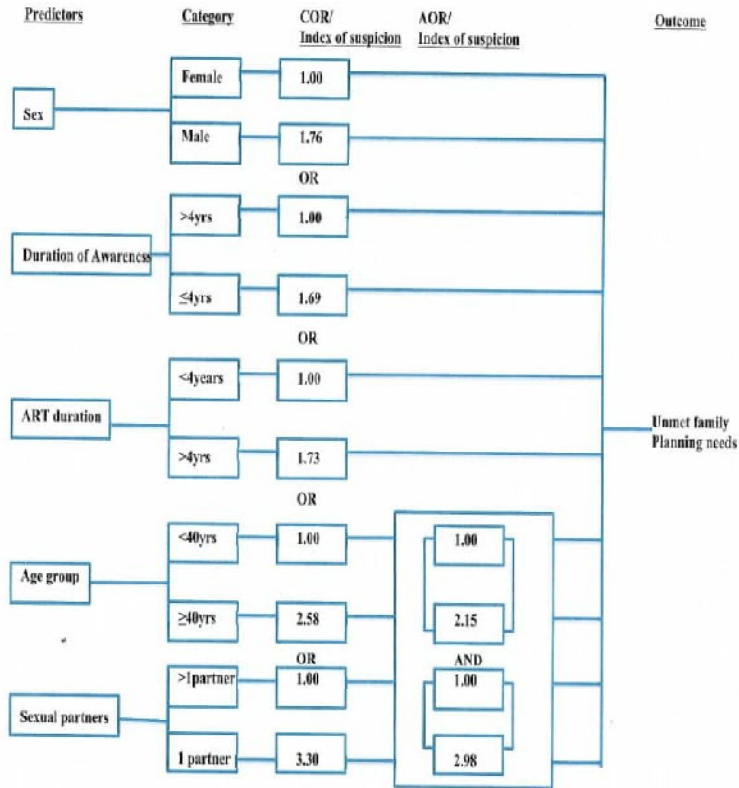 Predictors Category COR/ AOR/ Outcome
Index of suspicion Index of suspicion
Female 1.00
Sex
Male 1.76
OR
>4yrs 1.00
Duration of Awareness
≤4yrs 1.69
OR
<4years 1.00
ART duration
>4yrs 1.73
Unmet family
Planning needs
OR
<40yrs 1.00 1.00
Age group
≥40yrs 2.58 2.15
OR AND
>1partner 1.00 1.00
Sexual partners
1 partner 3.30 2.98